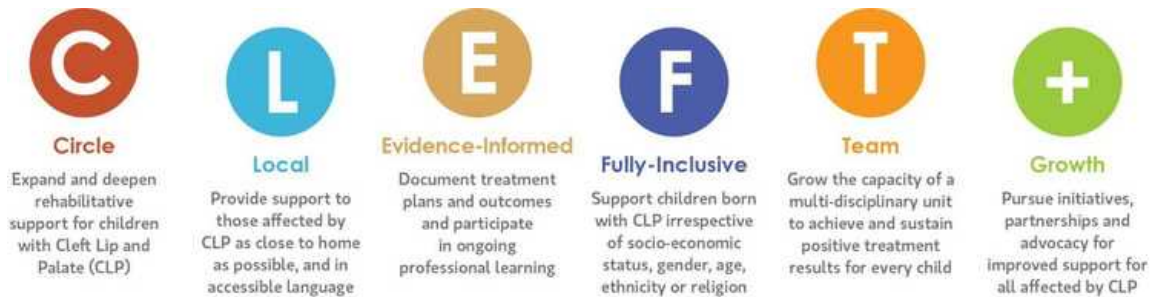 C
Circle
Expand and deepen
rehabilitative
support for children
with Cleft Lip and
Palate (CLP)
L
Local
Provide support to
those affected by
CLP as close to home
as possible, and in
accessible language
E
Evidence-Informed
Document treatment
plans and outcomes
and participate
in ongoing
professional learning
F
Fully-Inclusive
Support children born
with CLP irrespective
of socio-economic
status, gender, age,
ethnicity or religion
T
Team
Grow the capacity of a
multi-disciplinary unit
to achieve and sustain
positive treatment
results for every child
+
Growth
Pursue initiatives,
partnerships and
advocacy for
improved support for
all affected by CLP